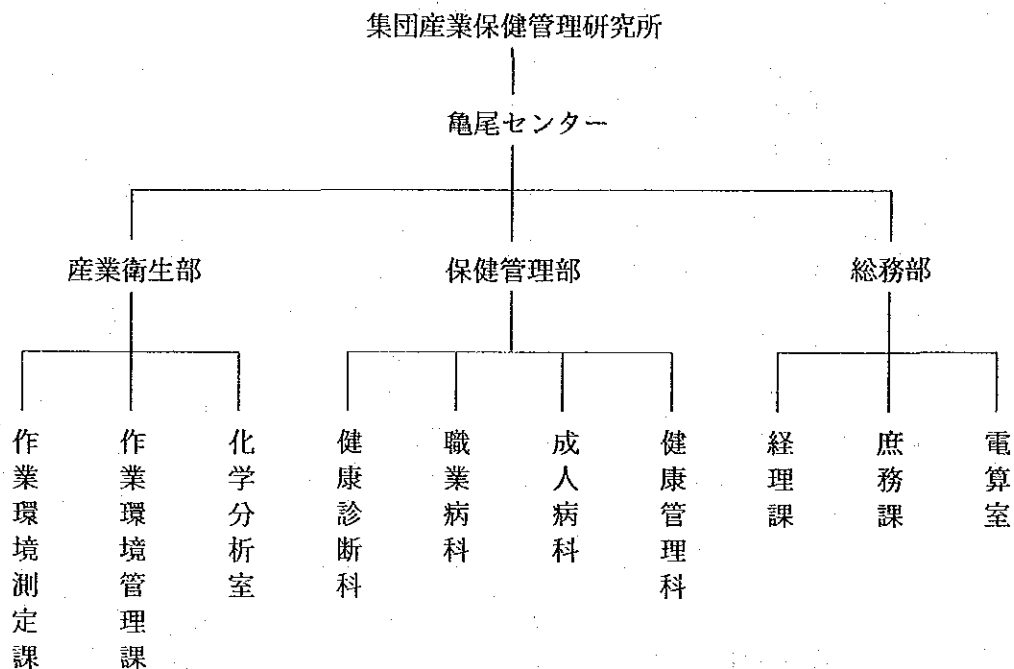 集団産業保健管理研究所
亀尾センター
産業衛生部
保健管理部
総務部
作業環境測定課
作業環境管理課
化学分析室
健康診断科
職業病科
成人病科
健康管理科
経理課
庶務課
電算室